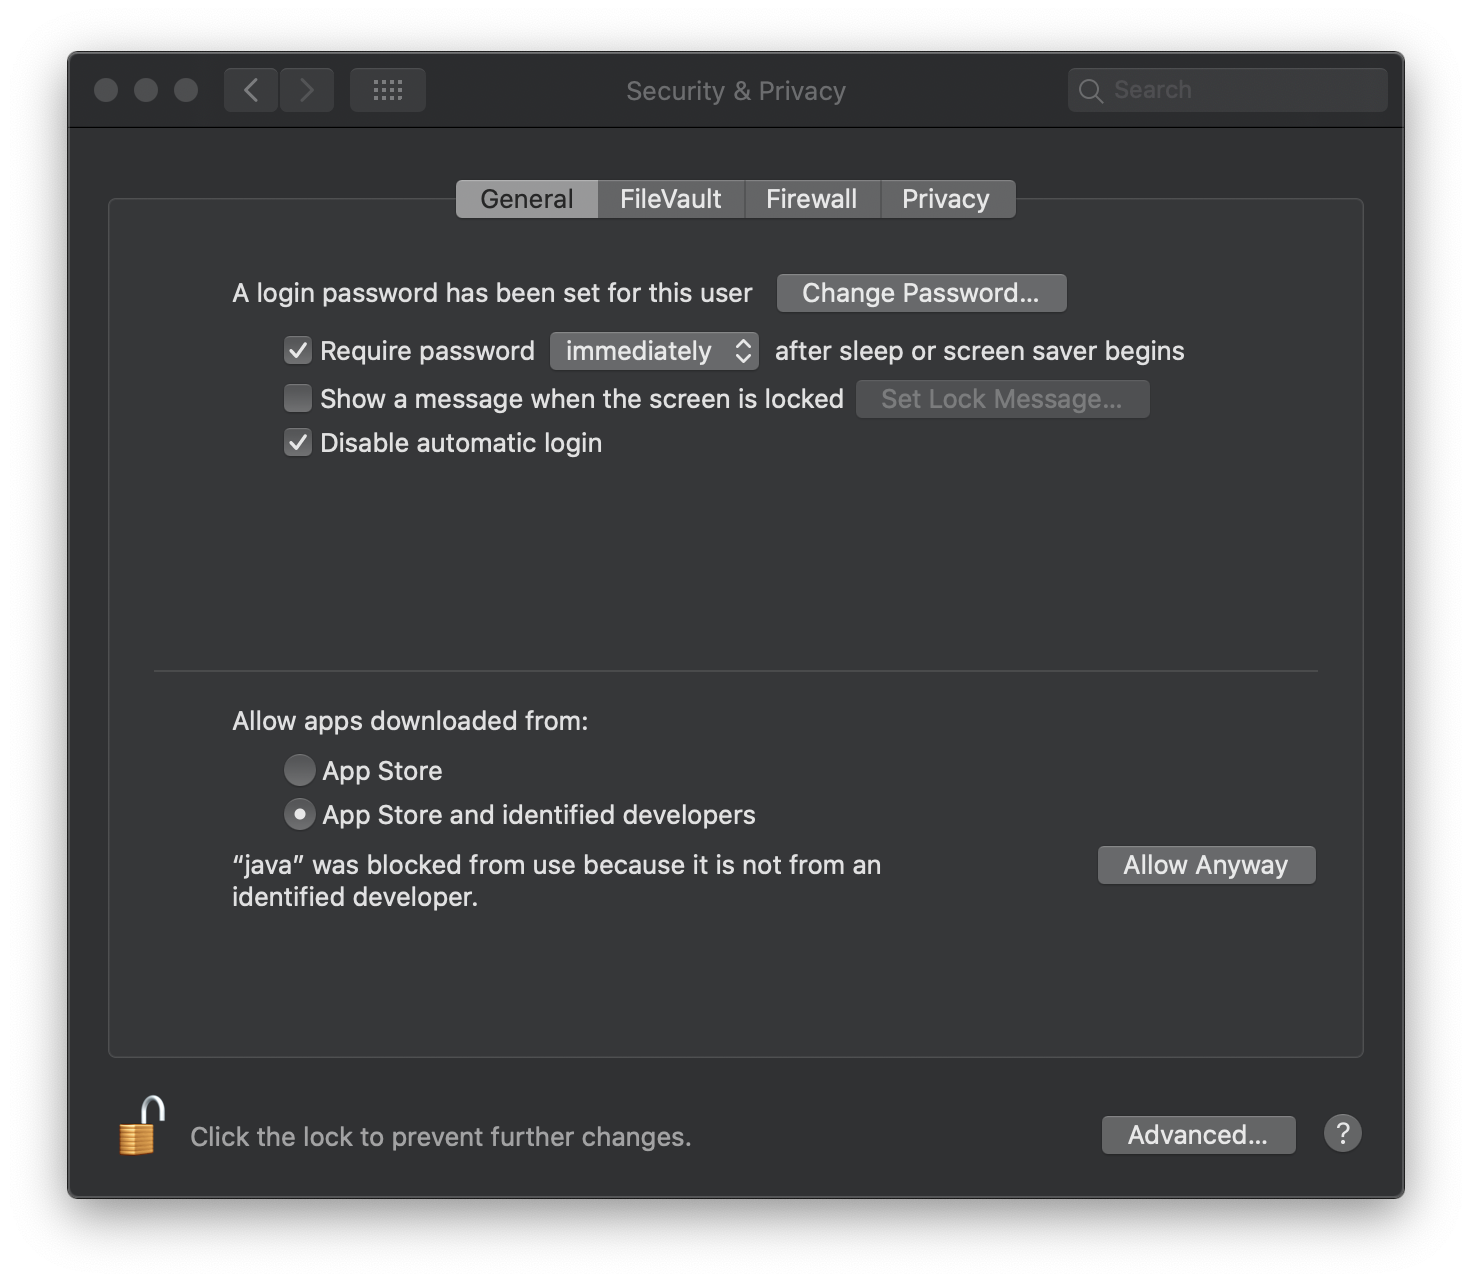 Security & Privacy
Search
General FileVault Firewall Privacy
A login password has been set for this user Change Password...
Require password immediately after sleep or screen saver begins
Show a message when the screen is locked Set Lock Message...
Disable automatic login
Allow apps downloaded from:
App Store
App Store and identified developers
“java” was blocked from use because it is not from an Allow Anyway
identified developer.
Click the lock to prevent further changes. Advanced... ?